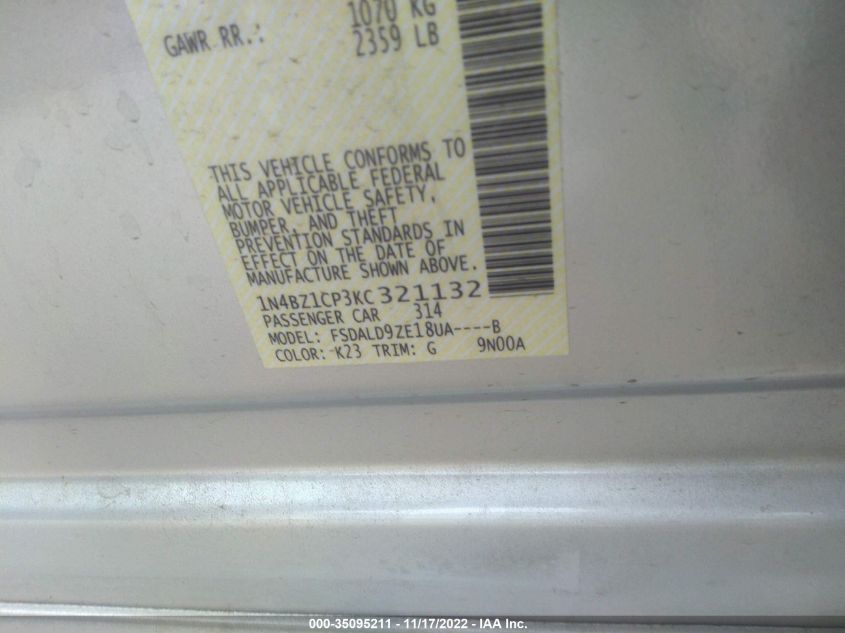 1070 KG
GAWR RR.: 2359 LB
THIS VEHICLE CONFORMS TO
ALL APPLICABLE FEDERAL
MOTOR VEHICLE SAFETY,
BUMPER, AND THEFT
PREVENTION STANDARDS IN
EFFECT ON THE DATE OF
MANUFACTURE SHOWN ABOVE.
1N4BZ1CP3KC321132
PASSENGER CAR 314
MODEL: FSDALD9ZE18UA----B
COLOR: K23 TRIM: G 9N00A
000-35095211 - 11/17/2022 - IAA Inc.